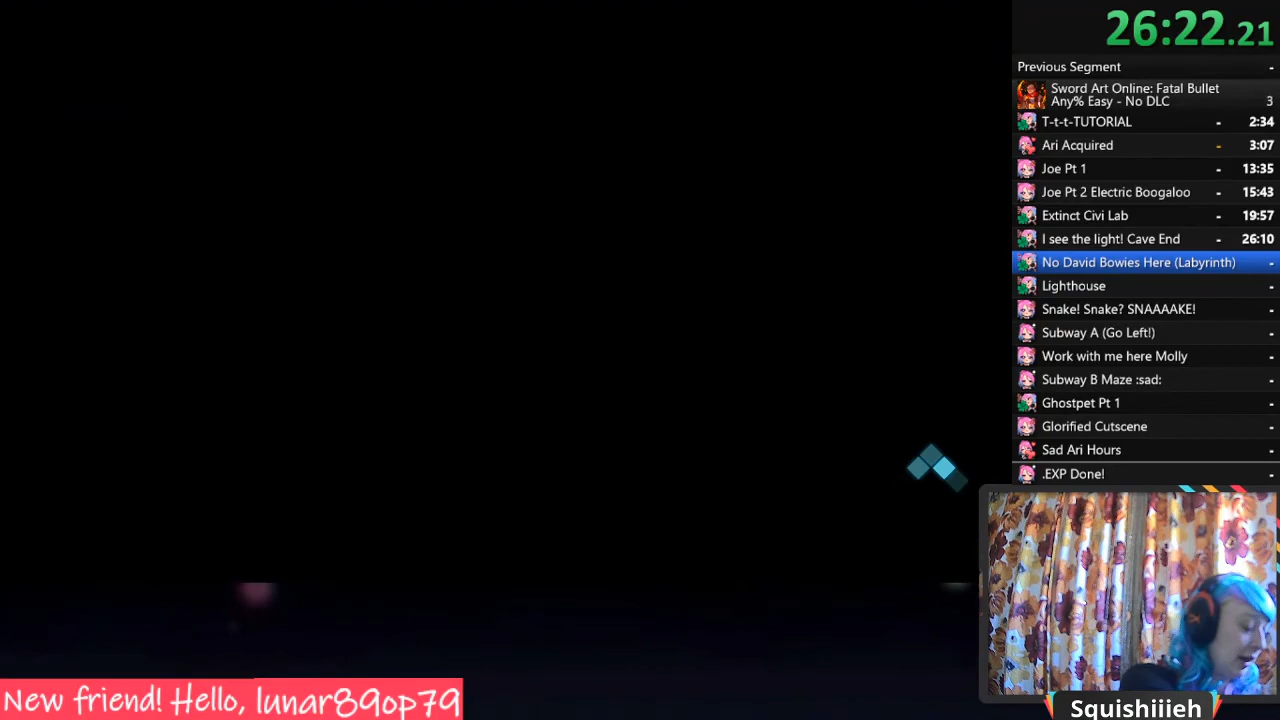 26:22.21
Previous Segment -
Sword Art Online: Fatal Bullet
Any% Easy - No DLC 3
T-t-t-TUTORIAL - 2:34
Ari Acquired - 3:07
Joe Pt 1 - 13:35
Joe Pt 2 Electric Boogaloo - 15:43
Extinct Civi Lab - 19:57
I see the light! Cave End - 26:10
No David Bowies Here (Labyrinth) -
Lighthouse -
Snake! Snake? SNAAAAKE! -
Subway A (Go Left!) -
Work with me here Molly -
Subway B Maze :sad: -
Ghostpet Pt 1 -
Glorified Cutscene -
Sad Ari Hours -
.EXP Done! -
New friend! Hello, lunar89op79
Squishiiieh